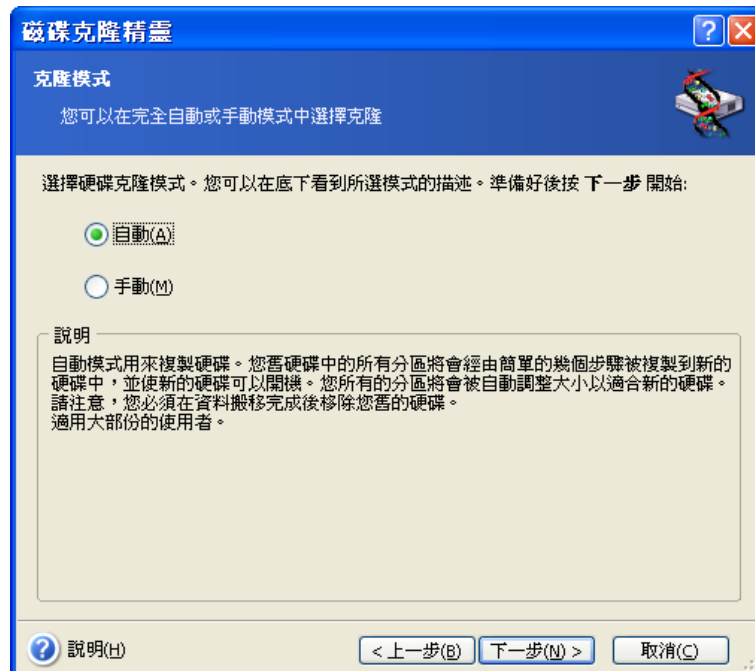 磁碟克隆精靈
克隆模式
您可以在完全自動或手動模式中選擇克隆
選擇硬碟克隆模式。您可以在底下看到所選模式的描述。準備好後按 下一步 開始:
自動(A)
手動(M)
說明
自動模式用來複製硬碟。您舊硬碟中的所有分區將會經由簡單的幾個步驟被複製到新的
硬碟中，並使新的硬碟可以開機。您所有的分區將會被自動調整大小以適合新的硬碟。
請注意，您必須在資料搬移完成後移除您舊的硬碟。
適用大部份的使用者。
說明(H)
< 上一步(B) 下一步(N) > 取消(C)